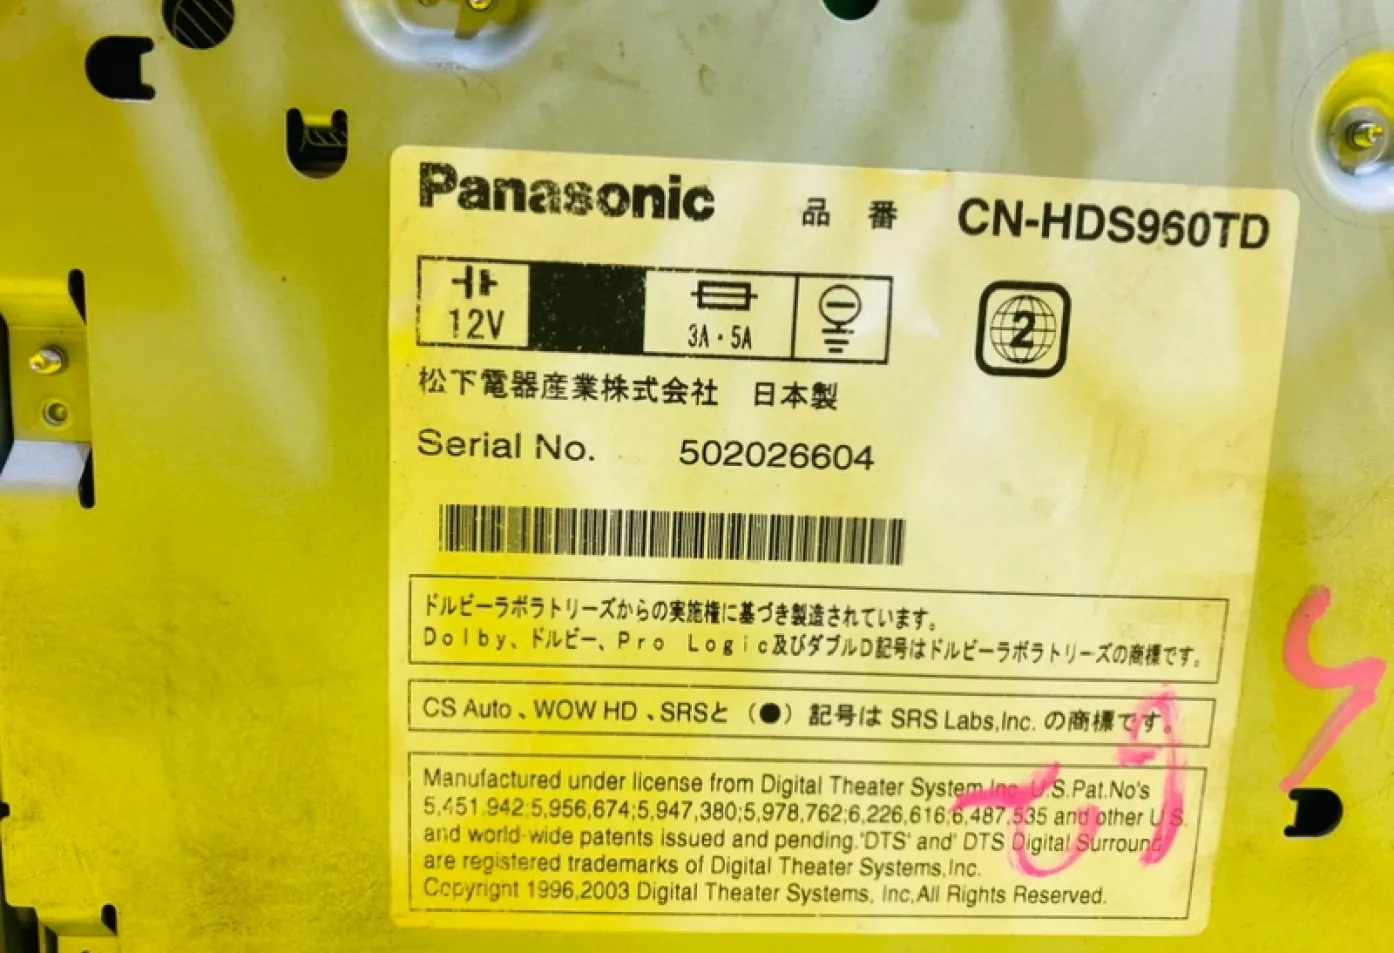 Panasonic 品 番 CN-HDS960TD
12V 3A・5A 2
松下電器産業株式会社 日本製
Serial No. 502026604
ドルビーラボラトリーズからの実施権に基づき製造されています。
Dolby、ドルビー、Pro Logic及びダブルD記号はドルビーラボラトリーズの商標です。
CS Auto、WOW HD、SRSと（●）記号は SRS Labs,Inc. の商標です。
Manufactured under license from Digital Theater System,Inc. U.S.Pat.No's
5,451,942;5,956,674;5,947,380;5,978,762;6,226,616;6,487,535 and other U.S.
and world-wide patents issued and pending.'DTS' and' DTS Digital Surround
are registered trademarks of Digital Theater Systems,Inc.
Copyright 1996,2003 Digital Theater Systems, Inc,All Rights Reserved.